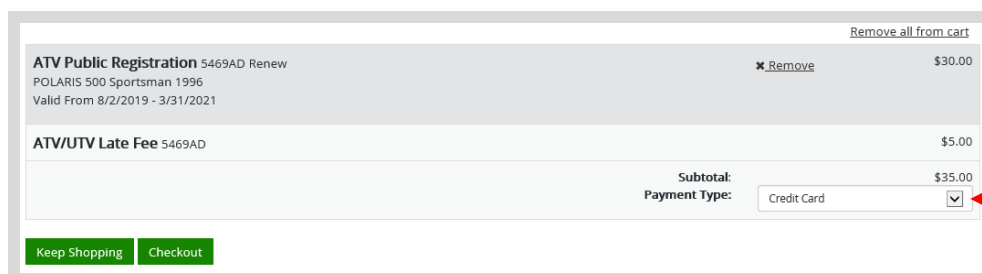 Remove all from cart
ATV Public Registration 5469AD Renew
✖ Remove
$30.00
POLARIS 500 Sportsman 1996
Valid From 8/2/2019 - 3/31/2021
ATV/UTV Late Fee 5469AD
$5.00
Subtotal:
$35.00
Payment Type:
Credit Card
Keep Shopping
Checkout